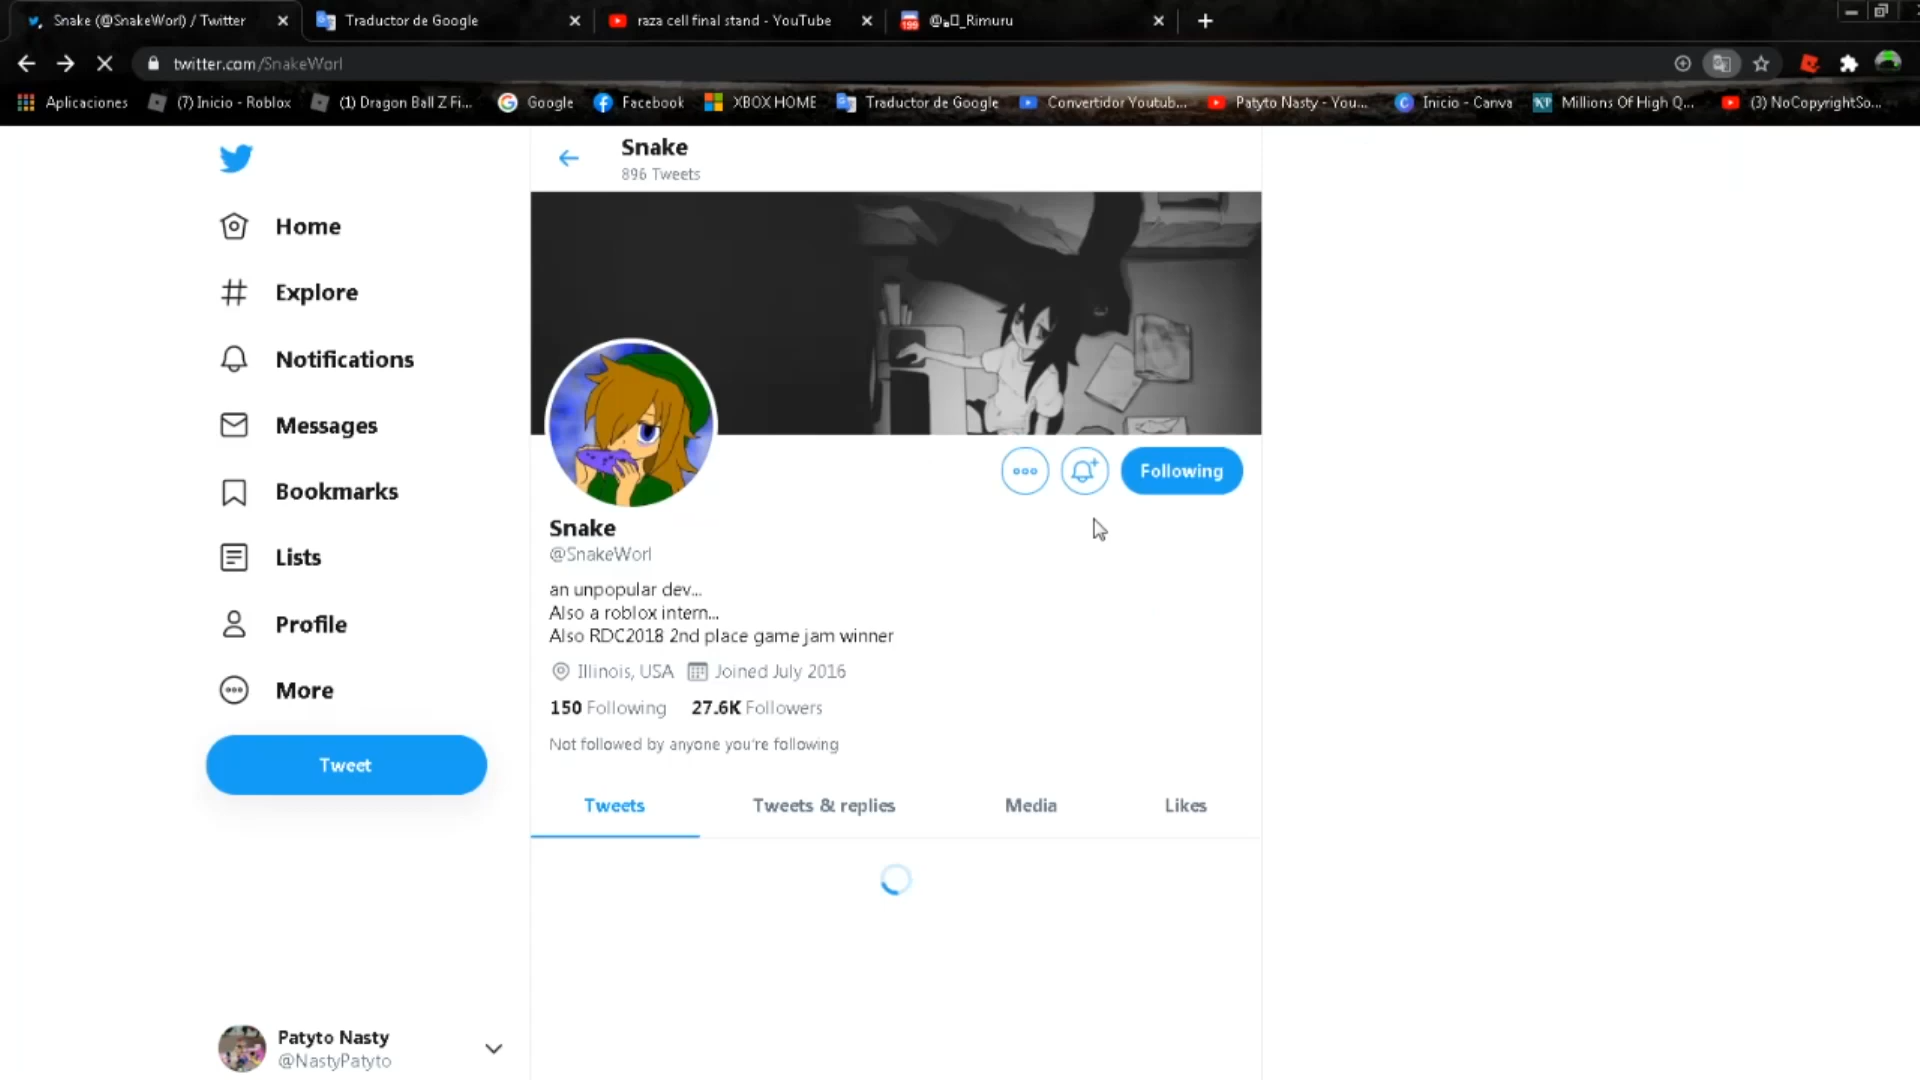 Snake (@SnakeWorl) / Twitter
Traductor de Google
raza cell final stand - YouTube
_Rimuru
twitter.com/SnakeWorl
Aplicaciones
(7) Inicio - Roblox
(1) Dragon Ball Z Fi...
Google
Facebook
XBOX HOME
Traductor de Google
Convertidor Youtub...
Patyto Nasty - You...
Inicio - Canva
Millions Of High Q...
(3) NoCopyrightSo...
Snake
896 Tweets
Home
Explore
Notifications
Messages
Bookmarks
Lists
Profile
More
Tweet
Following
Snake
@SnakeWorl
an unpopular dev...
Also a roblox intern...
Also RDC2018 2nd place game jam winner
Illinois, USA Joined July 2016
150 Following 27.6K Followers
Not followed by anyone you're following
Tweets
Tweets & replies
Media
Likes
Patyto Nasty
@NastyPatyto